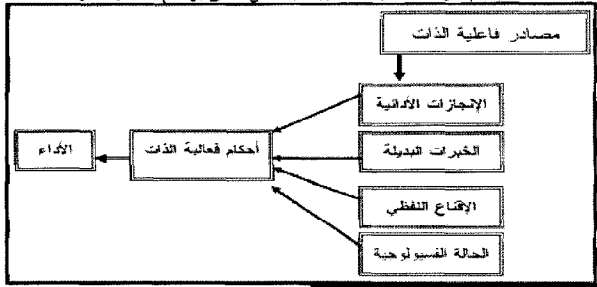 مصادر فاعلية الذات
الإنجازات الأدائية
الخبرات البديلة
أحكام فعالية الذات
الأداء
الإقناع اللفظي
الحالة الفسيولوجية